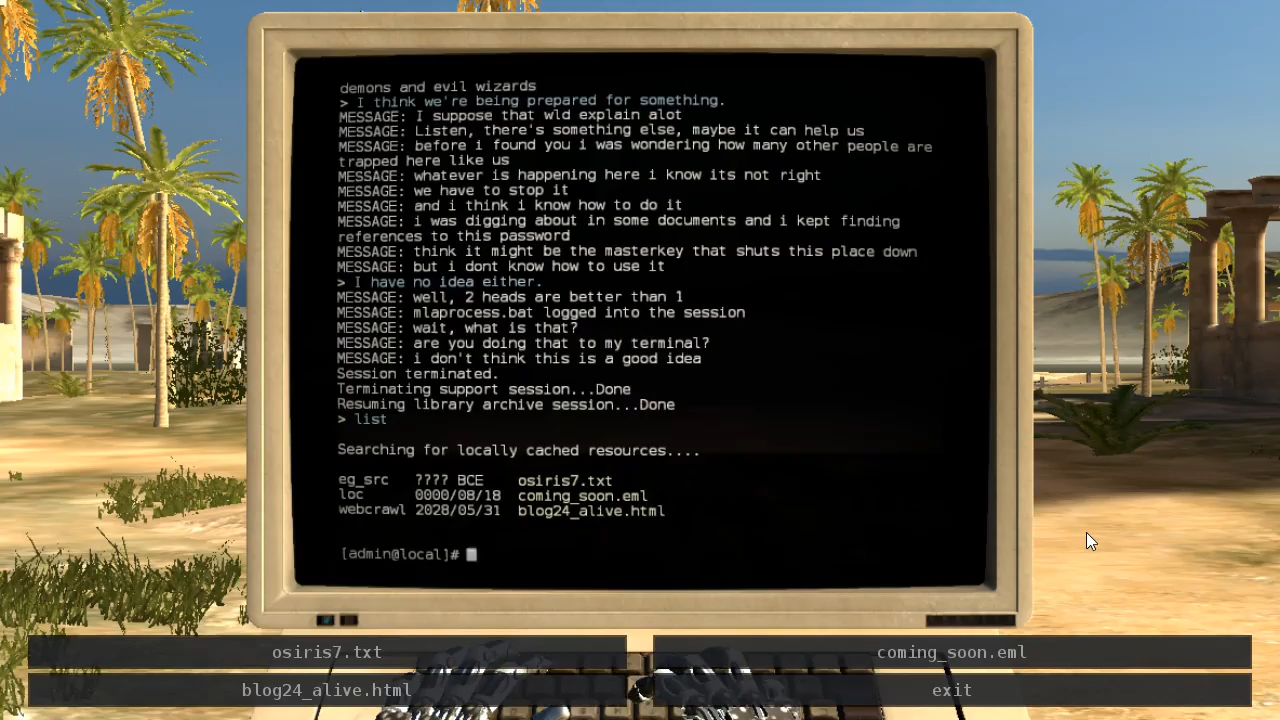 demons and evil wizards
> I think we're being prepared for something.
MESSAGE: I suppose that wld explain alot
MESSAGE: Listen, there's something else, maybe it can help us
MESSAGE: before i found you i was wondering how many other people are
trapped here like us
MESSAGE: whatever is happening here i know its not right
MESSAGE: we have to stop it
MESSAGE: and i think i know how to do it
MESSAGE: i was digging about in some documents and i kept finding
references to this password
MESSAGE: think it might be the masterkey that shuts this place down
MESSAGE: but i dont know how to use it
> I have no idea either.
MESSAGE: well, 2 heads are better than 1
MESSAGE: mlaprocess.bat logged into the session
MESSAGE: wait, what is that?
MESSAGE: are you doing that to my terminal?
MESSAGE: i don't think this is a good idea
Session terminated.
Terminating support session...Done
Resuming library archive session...Done
> list
Searching for locally cached resources....
eg_src ???? BCE osiris7.txt
loc 0000/08/18 coming_soon.eml
webcrawl 2028/05/31 blog24_alive.html
[admin@local]#
osiris7.txt coming_soon.eml
blog24_alive.html exit